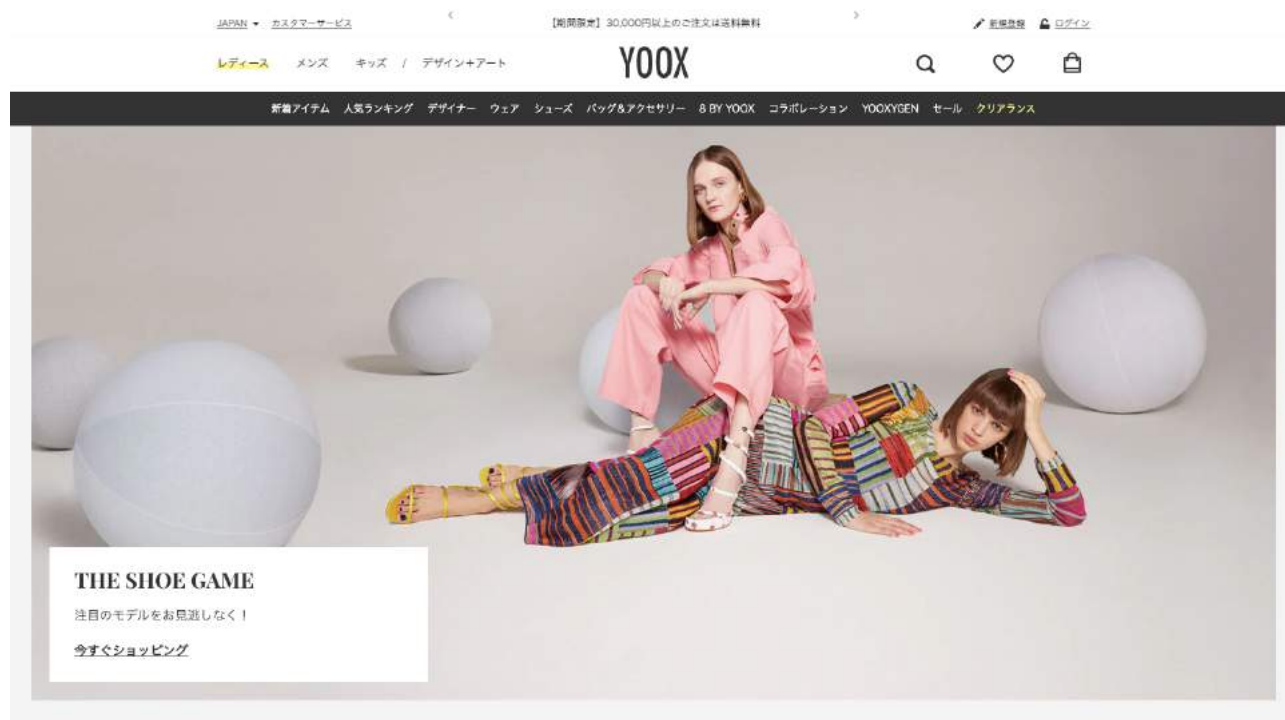 JAPAN カスタマーサービス
【期間限定】30,000円以上のご注文は送料無料
新規登録 ログイン
レディース メンズ キッズ / デザイン+アート
YOOX
新着アイテム 人気ランキング デザイナー ウェア シューズ バッグ&アクセサリー 8 BY YOOX コラボレーション YOOXYGEN セール クリアランス
THE SHOE GAME
注目のモデルをお見逃しなく!
今すぐショッピング